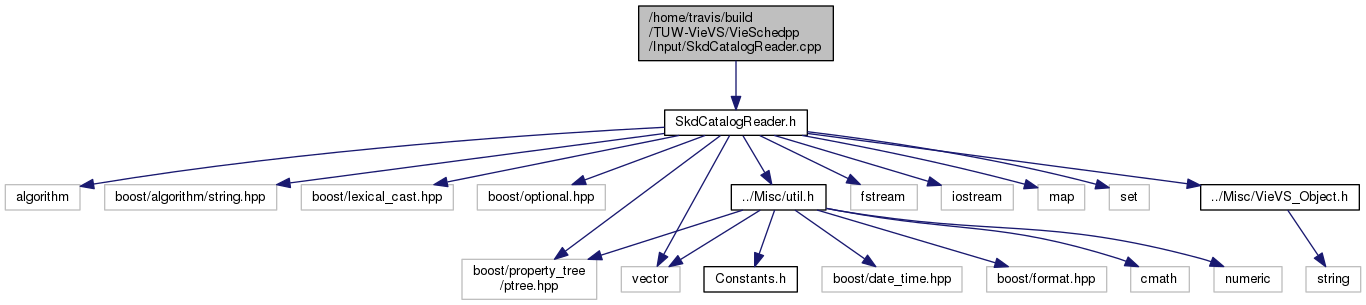 /home/travis/build
/TUW-VieVS/VieSchedpp
/Input/SkdCatalogReader.cpp
SkdCatalogReader.h
algorithm
boost/algorithm/string.hpp
boost/lexical_cast.hpp
boost/optional.hpp
../Misc/util.h
fstream
iostream
map
set
../Misc/VieVS_Object.h
boost/property_tree
/ptree.hpp
vector
Constants.h
boost/date_time.hpp
boost/format.hpp
cmath
numeric
string